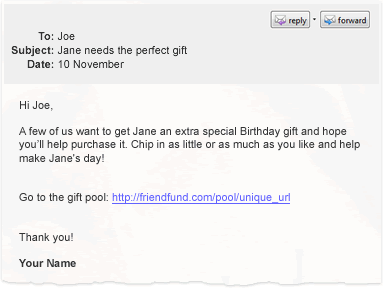 reply forward
To: Joe
Subject: Jane needs the perfect gift
Date: 10 November
Hi Joe,
A few of us want to get Jane an extra special Birthday gift and hope
you'll help purchase it. Chip in as little or as much as you like and help
make Jane's day!
Go to the gift pool: http://friendfund.com/pool/unique_url
Thank you!
Your Name